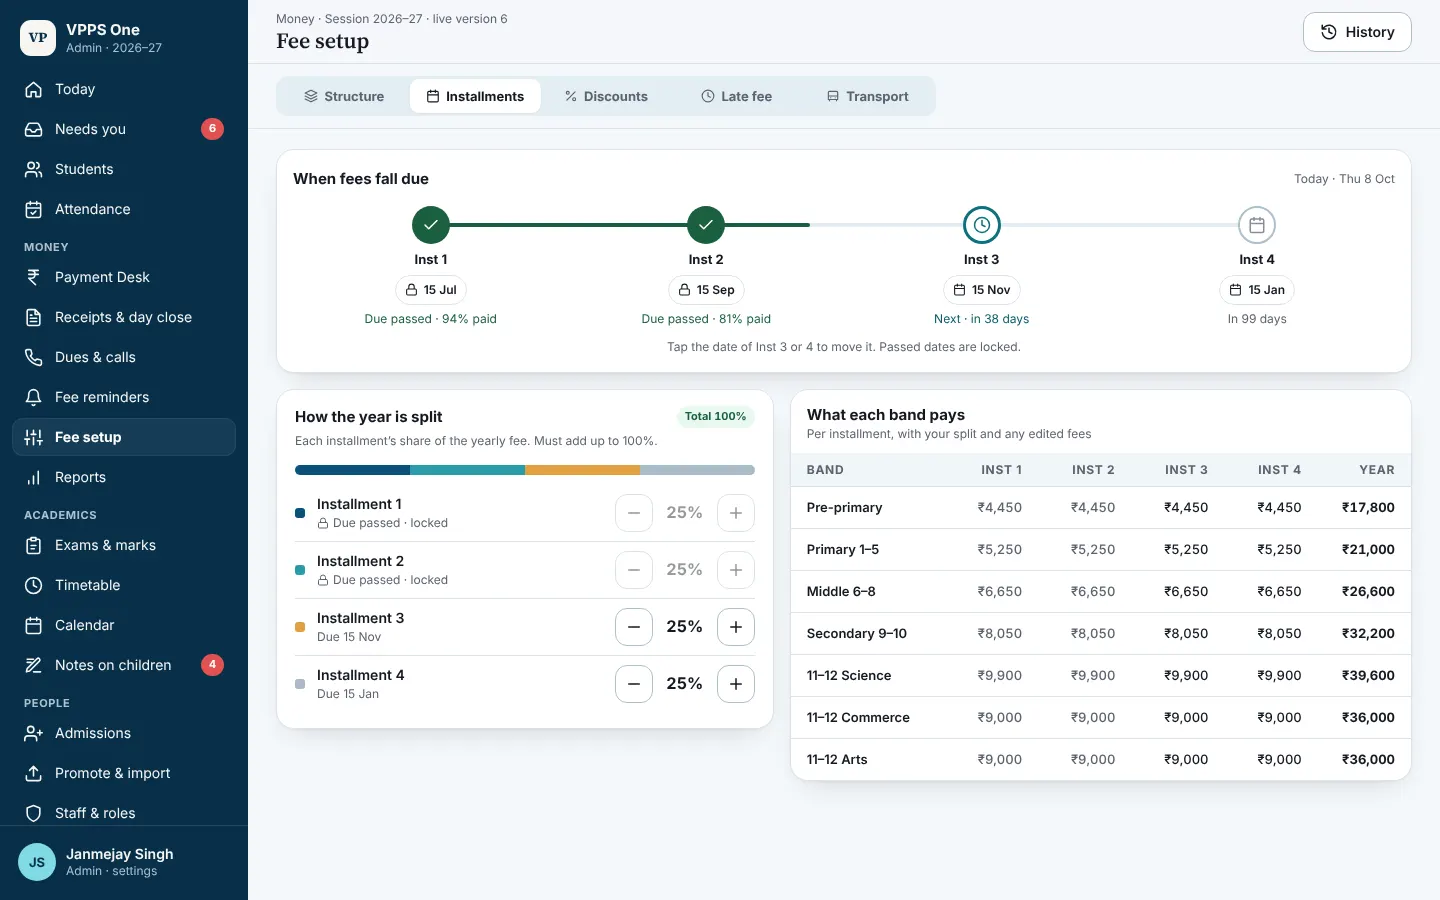 VP
VPPS One
Admin · 2026–27
Today
Needs you 6
Students
Attendance
MONEY
Payment Desk
Receipts & day close
Dues & calls
Fee reminders
Fee setup
Reports
ACADEMICS
Exams & marks
Timetable
Calendar
Notes on children 4
PEOPLE
Admissions
Promote & import
Staff & roles
JS
Janmejay Singh
Admin · settings
Money · Session 2026–27 · live version 6
Fee setup
History
Structure Installments Discounts Late fee Transport
When fees fall due Today · Thu 8 Oct
Inst 1 Inst 2 Inst 3 Inst 4
15 Jul 15 Sep 15 Nov 15 Jan
Due passed · 94% paid Due passed · 81% paid Next · in 38 days In 99 days
Tap the date of Inst 3 or 4 to move it. Passed dates are locked.
How the year is split Total 100%
Each installment's share of the yearly fee. Must add up to 100%.
Installment 1
Due passed · locked
− 25% +
Installment 2
Due passed · locked
− 25% +
Installment 3
Due 15 Nov
− 25% +
Installment 4
Due 15 Jan
− 25% +
What each band pays
Per installment, with your split and any edited fees
BAND INST 1 INST 2 INST 3 INST 4 YEAR
Pre-primary ₹4,450 ₹4,450 ₹4,450 ₹4,450 ₹17,800
Primary 1–5 ₹5,250 ₹5,250 ₹5,250 ₹5,250 ₹21,000
Middle 6–8 ₹6,650 ₹6,650 ₹6,650 ₹6,650 ₹26,600
Secondary 9–10 ₹8,050 ₹8,050 ₹8,050 ₹8,050 ₹32,200
11–12 Science ₹9,900 ₹9,900 ₹9,900 ₹9,900 ₹39,600
11–12 Commerce ₹9,000 ₹9,000 ₹9,000 ₹9,000 ₹36,000
11–12 Arts ₹9,000 ₹9,000 ₹9,000 ₹9,000 ₹36,000